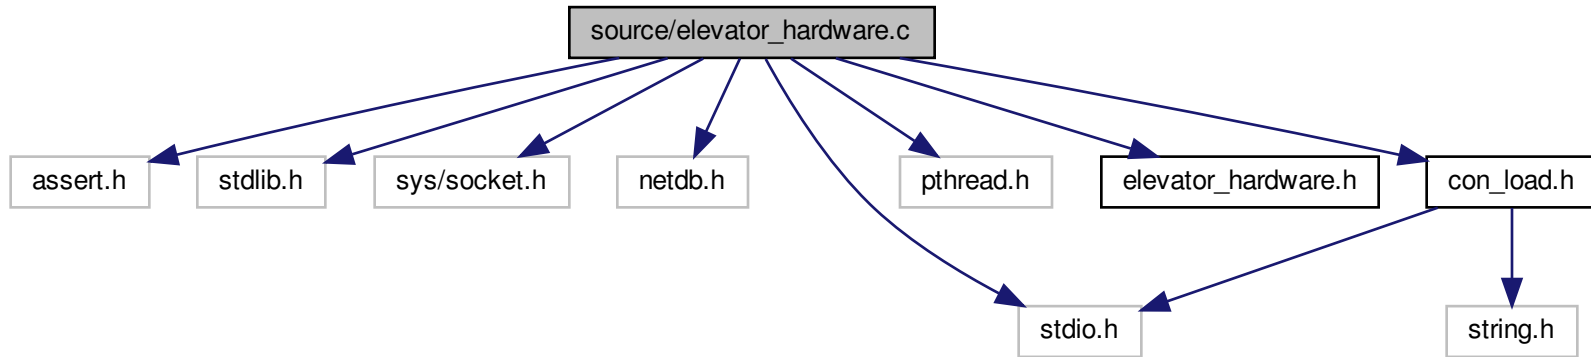 source/elevator_hardware.c
assert.h
stdlib.h
sys/socket.h
netdb.h
pthread.h
elevator_hardware.h
con_load.h
stdio.h
string.h